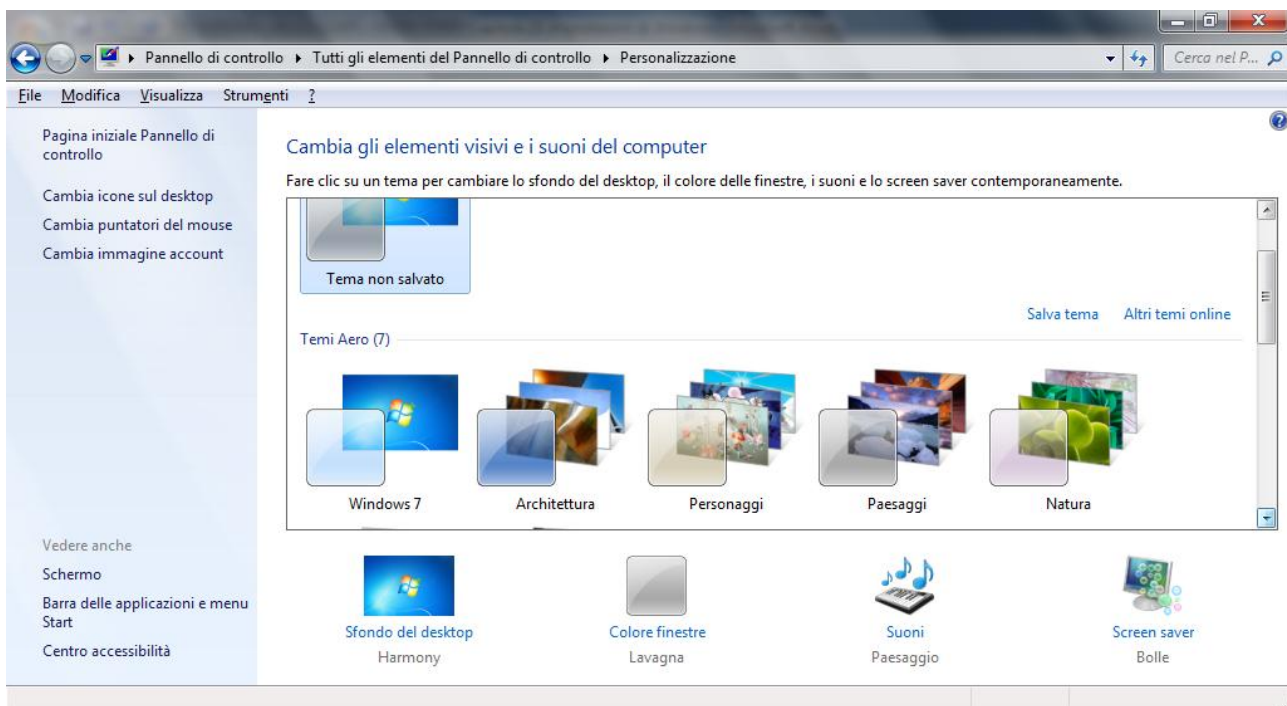 Pannello di controllo ▸ Tutti gli elementi del Pannello di controllo ▸ Personalizzazione
Cerca nel P...
File Modifica Visualizza Strumenti ?
Pagina iniziale Pannello di
controllo
Cambia icone sul desktop
Cambia puntatori del mouse
Cambia immagine account
Cambia gli elementi visivi e i suoni del computer
Fare clic su un tema per cambiare lo sfondo del desktop, il colore delle finestre, i suoni e lo screen saver contemporaneamente.
Tema non salvato
Salva tema Altri temi online
Temi Aero (7)
Windows 7 Architettura Personaggi Paesaggi Natura
Vedere anche
Schermo
Barra delle applicazioni e menu
Start
Centro accessibilità
Sfondo del desktop
Harmony
Colore finestre
Lavagna
Suoni
Paesaggio
Screen saver
Bolle